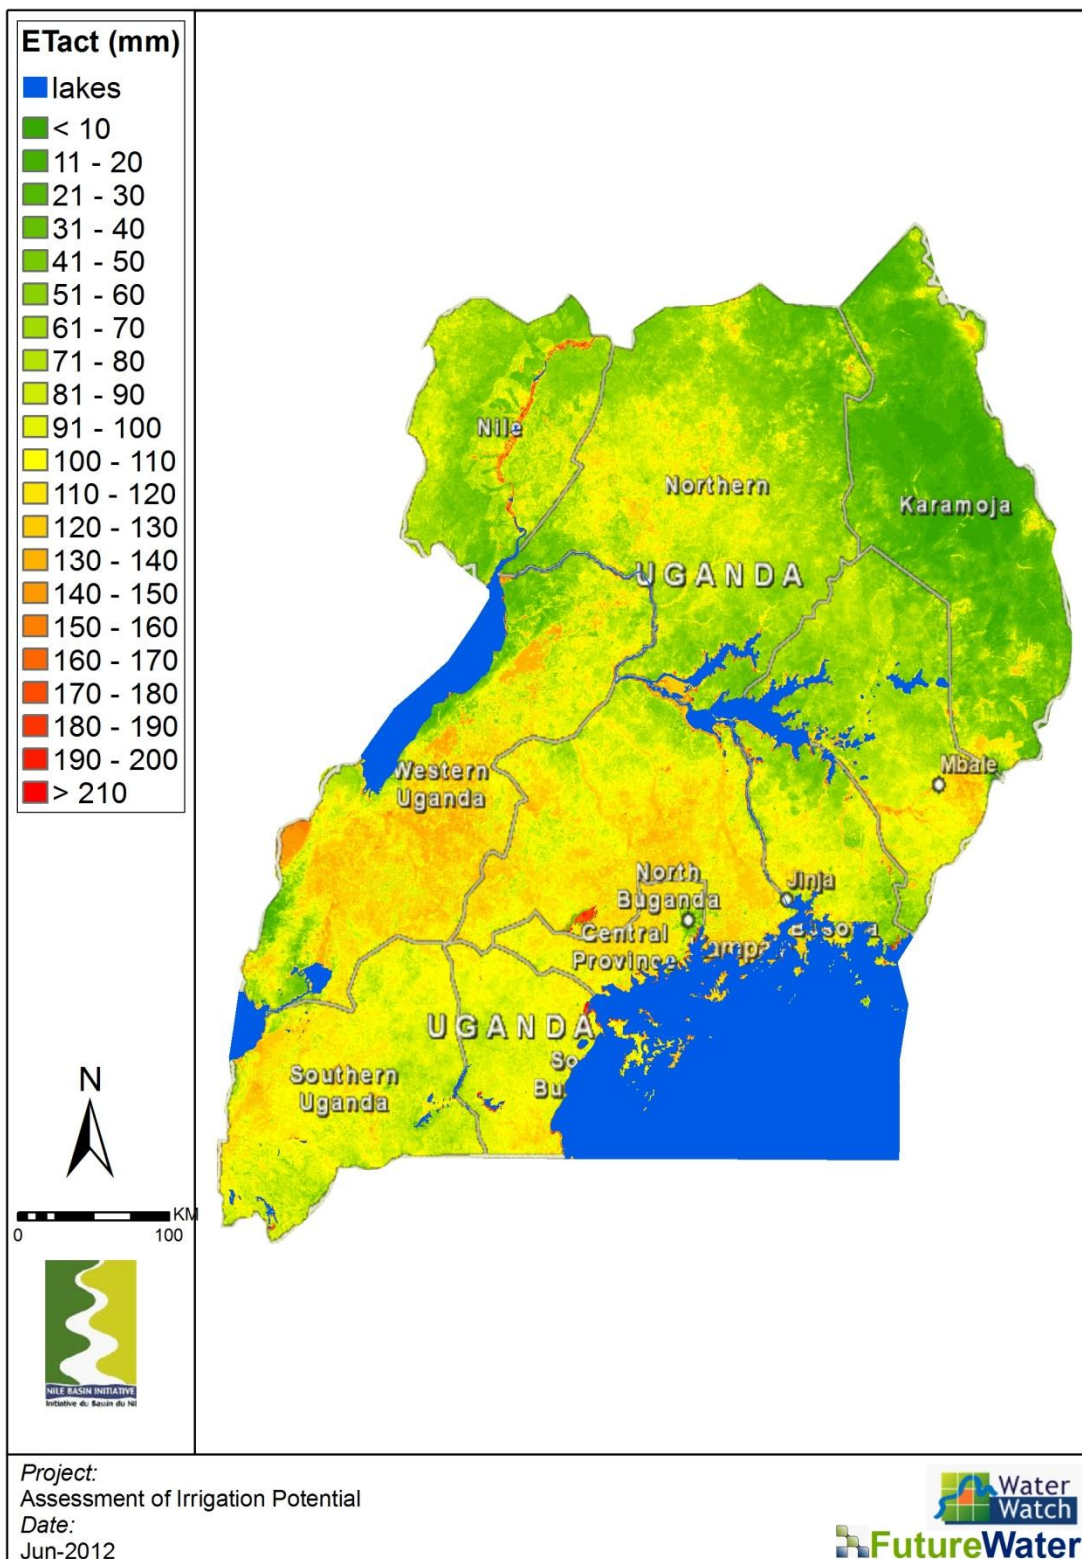 ETact (mm)
lakes
< 10
11 - 20
21 - 30
31 - 40
41 - 50
51 - 60
61 - 70
71 - 80
81 - 90
91 - 100
100 - 110
110 - 120
120 - 130
130 - 140
140 - 150
150 - 160
160 - 170
170 - 180
180 - 190
190 - 200
> 210
Nile
Northern
Karamoja
UGANDA
Western
Uganda
Mbale
North
Buganda
Jinja
Central
Province
UGANDA
Southern
Uganda
So
Bu
N
KM
0 100
NILE BASIN INITIATIVE
Initiative du Bassin du Nil
Project:
Assessment of Irrigation Potential
Date:
Jun-2012
Water
Watch
FutureWater